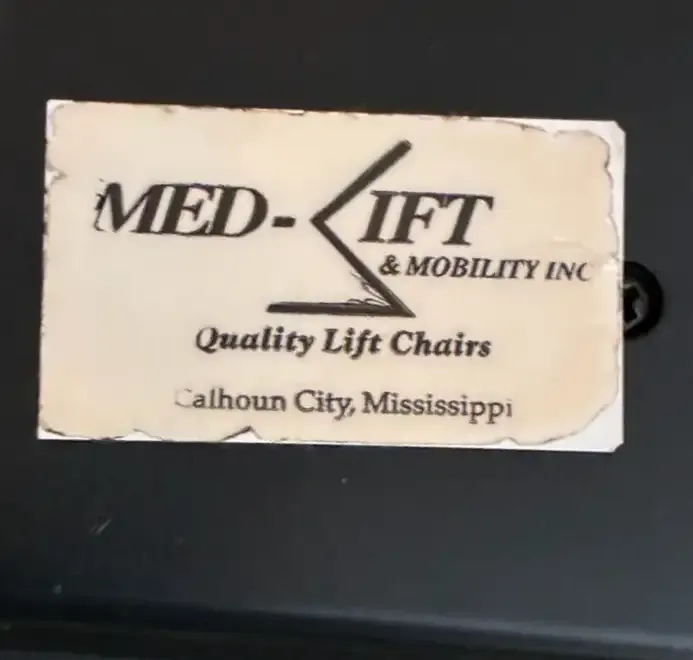 MED-LIFT
& MOBILITY INC
Quality Lift Chairs
Calhoun City, Mississippi